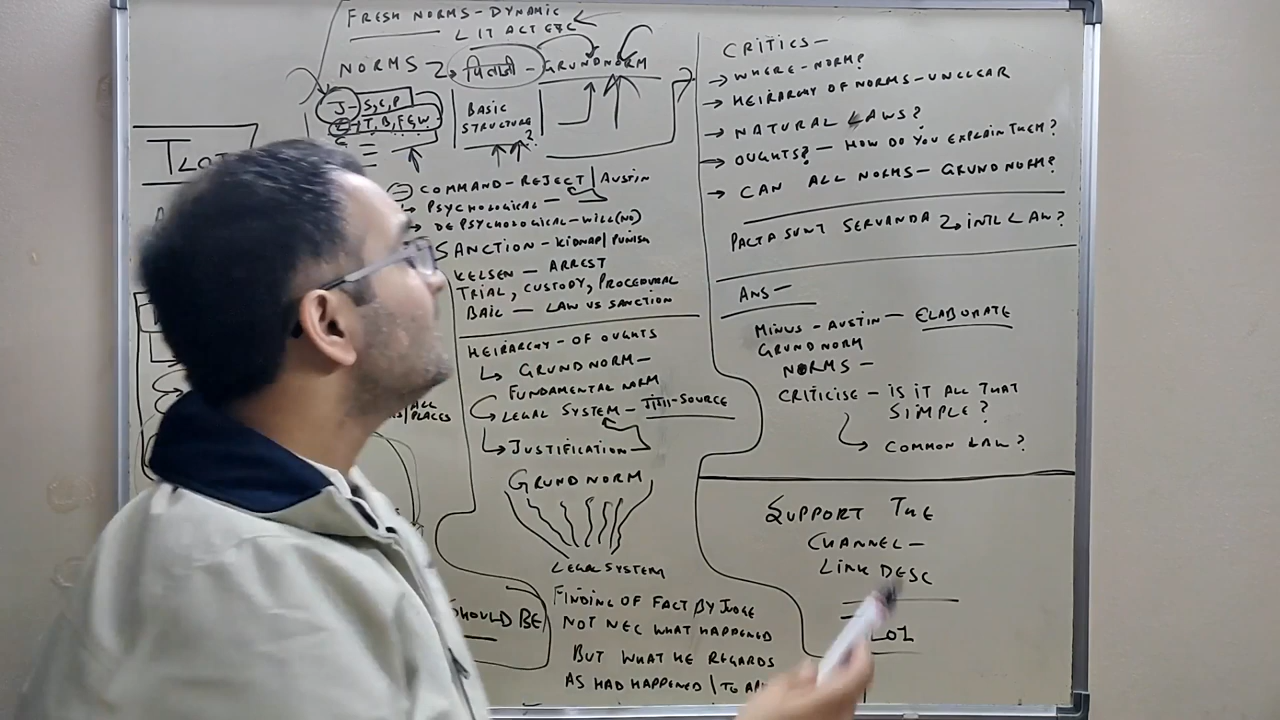 FRESH NORMS - DYNAMIC
L IT ACT ETC
NORMS
पिताजी - GRUNDNORM
J - S, C, P
T, B, F, G, W
BASIC
STRUCTURE
?
TLOT
COMMAND - REJECT | AUSTIN
PSYCHOLOGICAL -
DE PSYCHOLOGICAL - WILL (NO)
SANCTION - KIDNAP / PUNISH
KELSEN - ARREST
TRIAL, CUSTODY, PROCEDURAL
BAIL - LAW VS SANCTION
HEIRARCHY - OF OUGHTS
GRUNDNORM -
FUNDAMENTAL NORM
LEGAL SYSTEM - SOURCE
JUSTIFICATION
GRUNDNORM
LEGAL SYSTEM
ALL
PLACES
SHOULD BE
FINDING OF FACT BY JUDGE
NOT NEC WHAT HAPPENED
BUT WHAT HE REGARDS
AS HAD HAPPENED / TO
CRITICS -
→ WHERE - NORM?
→ HEIRARCHY OF NORMS - UNCLEAR
→ NATURAL LAWS?
→ OUGHTS? - HOW DO YOU EXPLAIN THEM?
→ CAN ALL NORMS - GRUNDNORM?
PACTA SUNT SERVANDA INTL LAW?
ANS -
MINUS - AUSTIN - ELABORATE
GRUNDNORM
NORMS -
CRITICISE - IS IT ALL THAT
SIMPLE?
COMMON LAW?
SUPPORT THE
CHANNEL -
LINK DESC